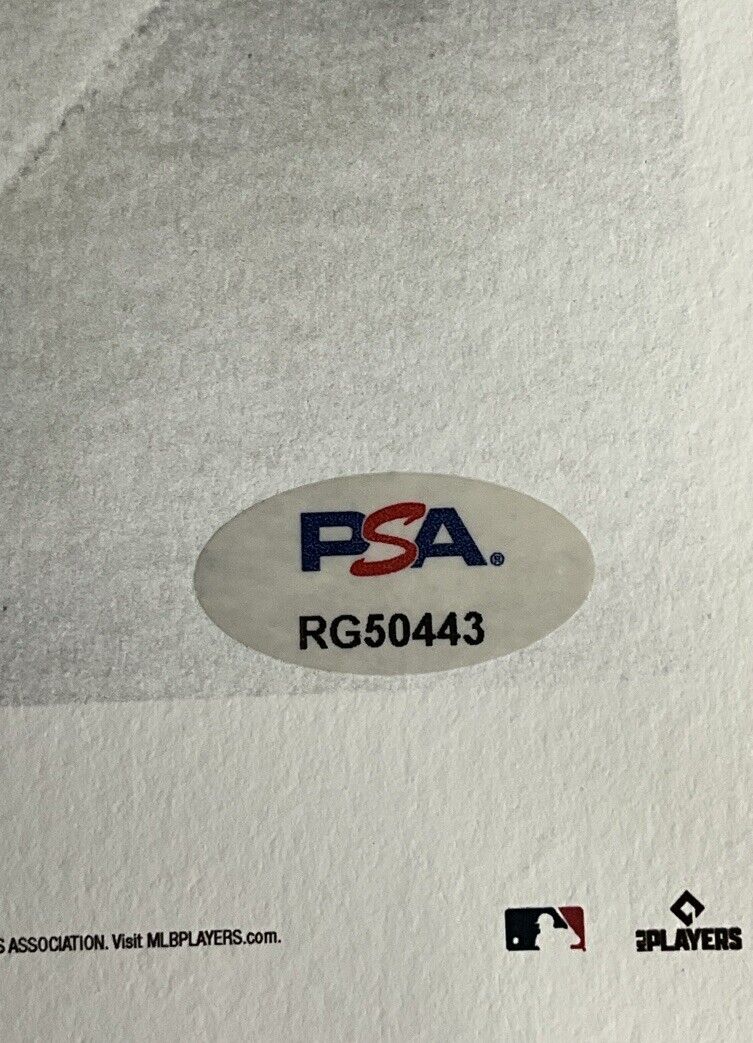 PSA®
RG50443
S ASSOCIATION. Visit MLBPLAYERS.com.
PLAYERS